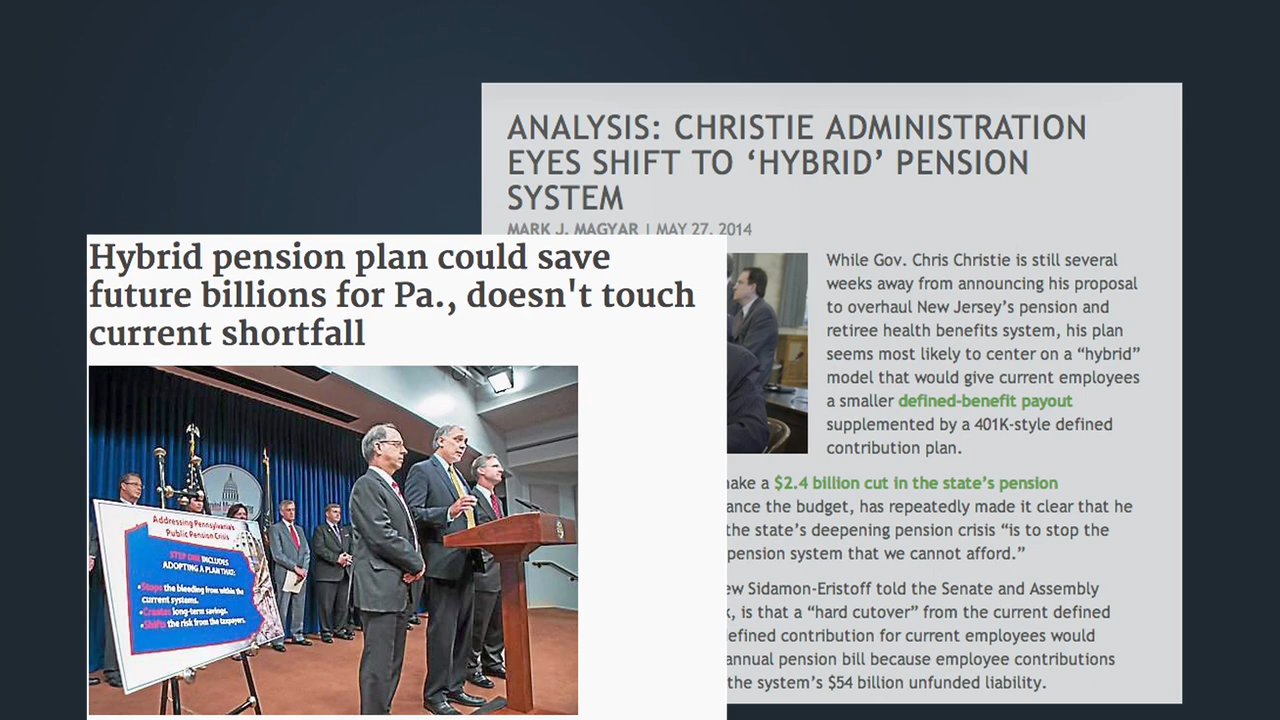 ANALYSIS: CHRISTIE ADMINISTRATION
EYES SHIFT TO ‘HYBRID’ PENSION
SYSTEM
MARK J. MAGYAR | MAY 27, 2014
While Gov. Chris Christie is still several
weeks away from announcing his proposal
to overhaul New Jersey’s pension and
retiree health benefits system, his plan
seems most likely to center on a “hybrid”
model that would give current employees
a smaller defined-benefit payout
supplemented by a 401K-style defined
contribution plan.
a $2.4 billion cut in the state’s pension
the budget, has repeatedly made it clear that he
the state’s deepening pension crisis “is to stop the
pension system that we cannot afford.”
Sidamon-Eristoff told the Senate and Assembly
is that a “hard cutover” from the current defined
contribution for current employees would
annual pension bill because employee contributions
the system’s $54 billion unfunded liability.
Hybrid pension plan could save
future billions for Pa., doesn't touch
current shortfall
Addressing Pennsylvania's
Public Pension Crisis
STEP ONE INCLUDES
ADOPTING A PLAN THAT:
•Stops the bleeding from within the
current systems.
•Creates long-term savings.
•Shifts the risk from the taxpayers.